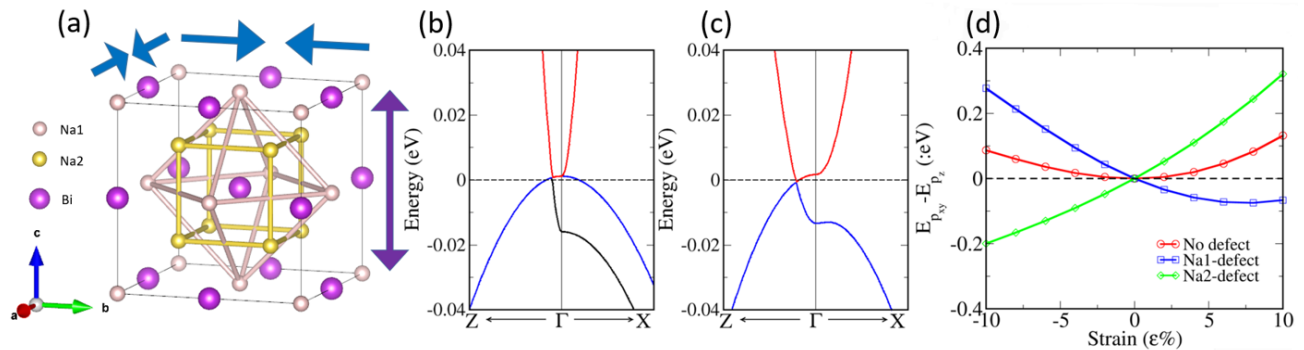 (a)
Na1
Na2
Bi
c
a
b
(b)
Energy (eV)
0.04
0.02
0
-0.02
-0.04
Z
Γ
X
(c)
Energy (eV)
0.04
0.02
0
-0.02
-0.04
Z
Γ
X
(d)
E_{p_{xy}} -E_{p_z} (:eV)
0.4
0.2
0
-0.2
-0.4
No defect
Na1-defect
Na2-defect
-10
-5
0
5
10
Strain (ε%)